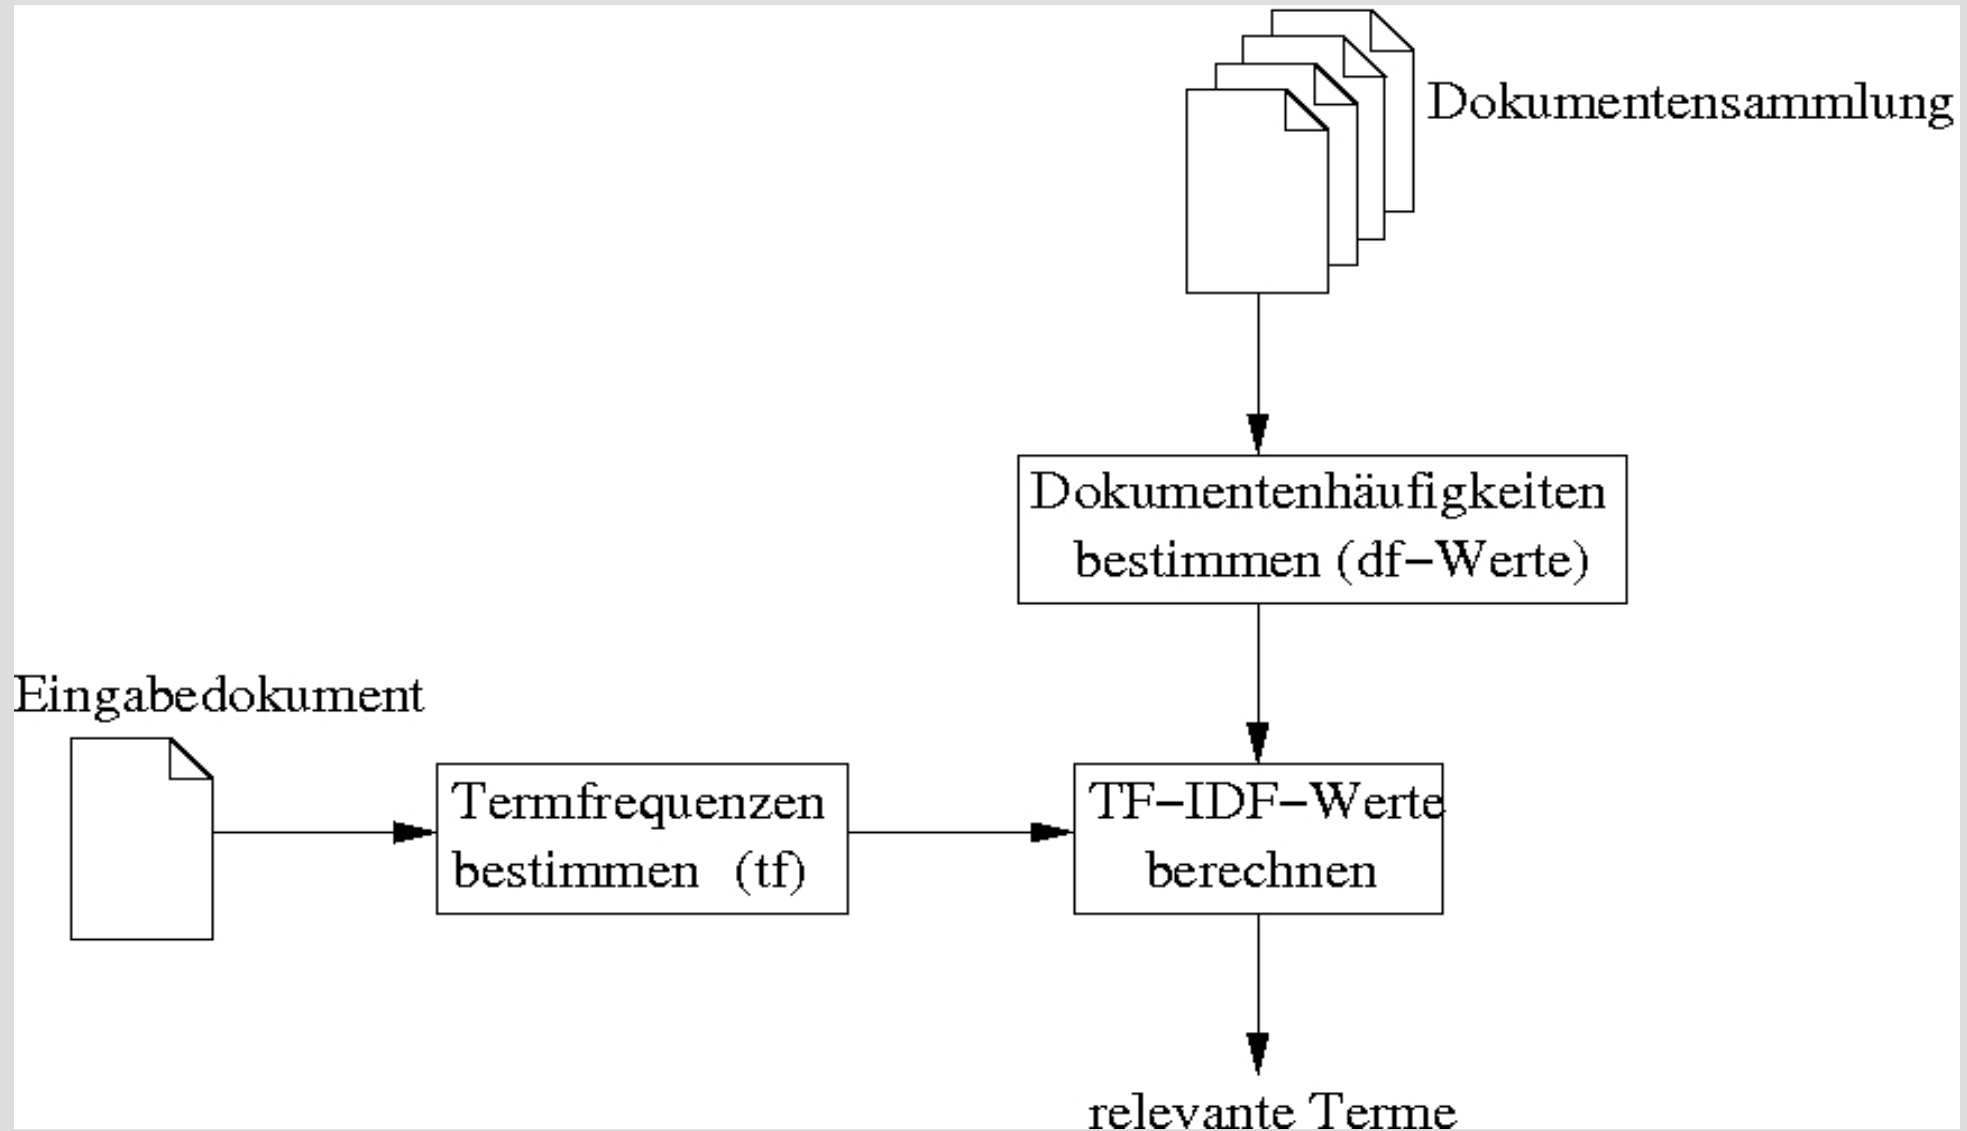 Dokumentensammlung
Dokumentenhäufigkeiten
bestimmen (df−Werte)
Eingabedokument
Termfrequenzen
bestimmen (tf)
TF−IDF−Werte
berechnen
relevante Terme